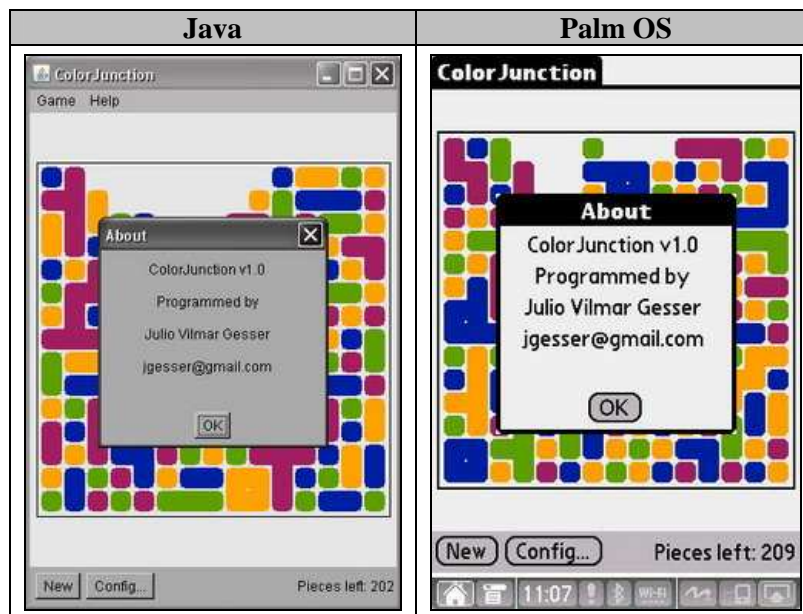 Java
Palm OS
ColorJunction
Game Help
About
ColorJunction v1.0
Programmed by
Julio Vilmar Gesser
jgesser@gmail.com
OK
New Config... Pieces left: 202
ColorJunction
About
ColorJunction v1.0
Programmed by
Julio Vilmar Gesser
jgesser@gmail.com
OK
New Config... Pieces left: 209
11:07 Wi-Fi